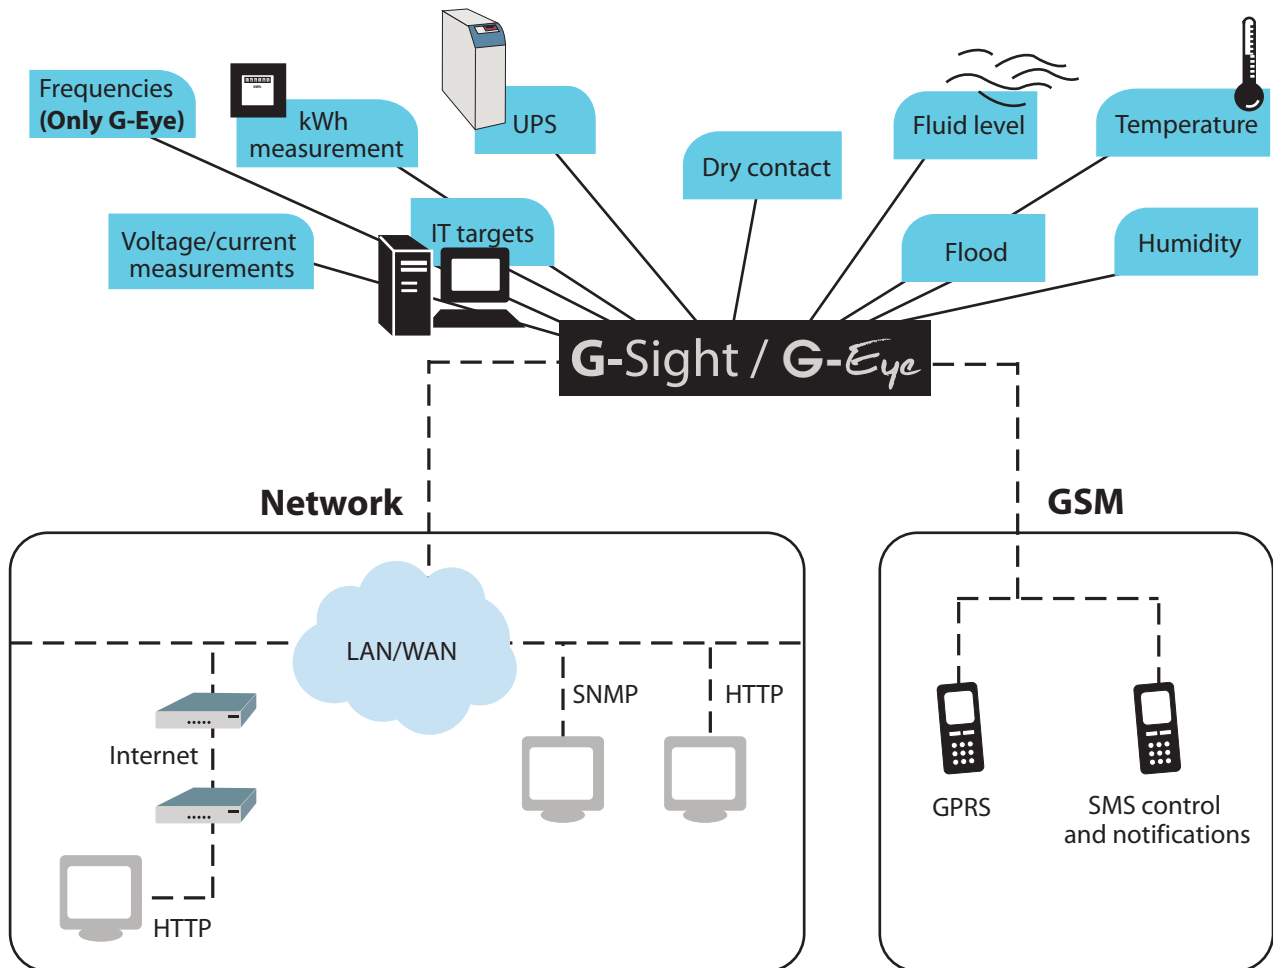 Frequencies
(Only G-Eye)
kWh
kWh
measurement
UPS
Dry contact
Fluid level
Temperature
Voltage/current
measurements
IT targets
Flood
Humidity
G-Sight / G-Eye
Network
GSM
LAN/WAN
SNMP
HTTP
Internet
HTTP
GPRS
SMS control
and notifications